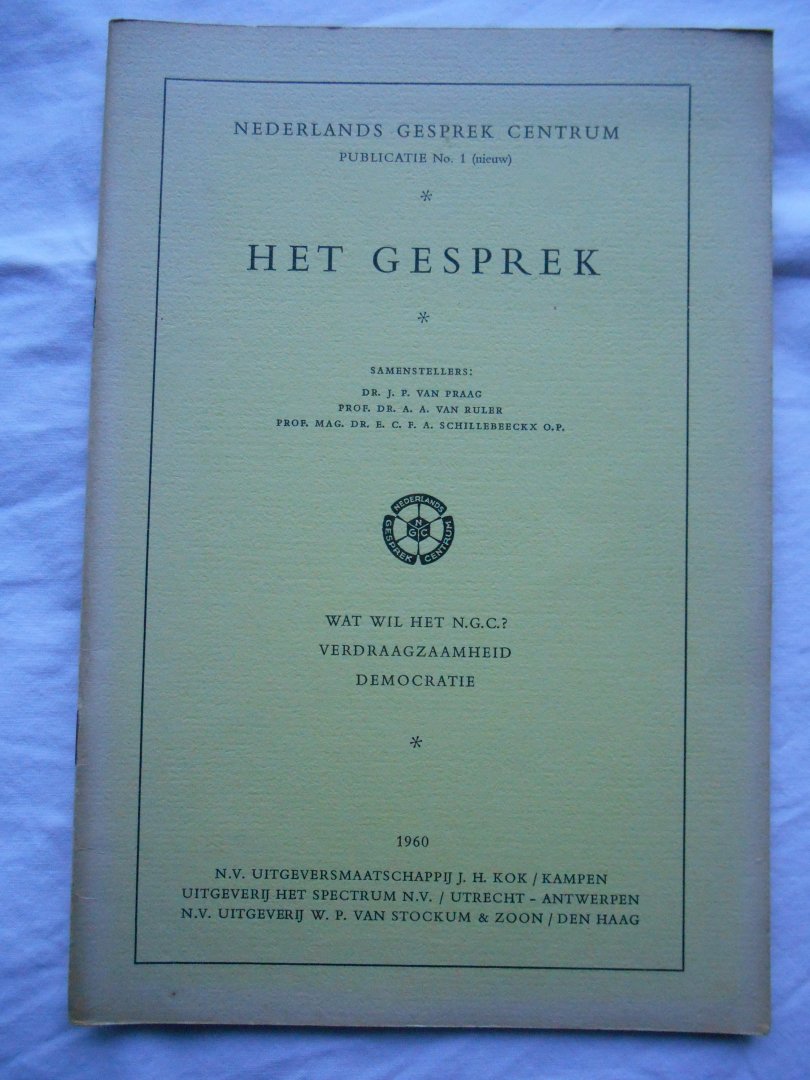 NEDERLANDS GESPREK CENTRUM
PUBLICATIE No. 1 (nieuw)
*
HET GESPREK
*
SAMENSTELLERS:
DR. J. P. VAN PRAAG
PROF. DR. A. A. VAN RULER
PROF. MAG. DR. E. C. F. A. SCHILLEBEECKX O.P.
NEDERLANDS
GESPREK CENTRUM
N
G C
WAT WIL HET N.G.C.?
VERDRAAGZAAMHEID
DEMOCRATIE
*
1960
N.V. UITGEVERSMAATSCHAPPIJ J. H. KOK / KAMPEN
UITGEVERIJ HET SPECTRUM N.V. / UTRECHT - ANTWERPEN
N.V. UITGEVERIJ W. P. VAN STOCKUM & ZOON / DEN HAAG